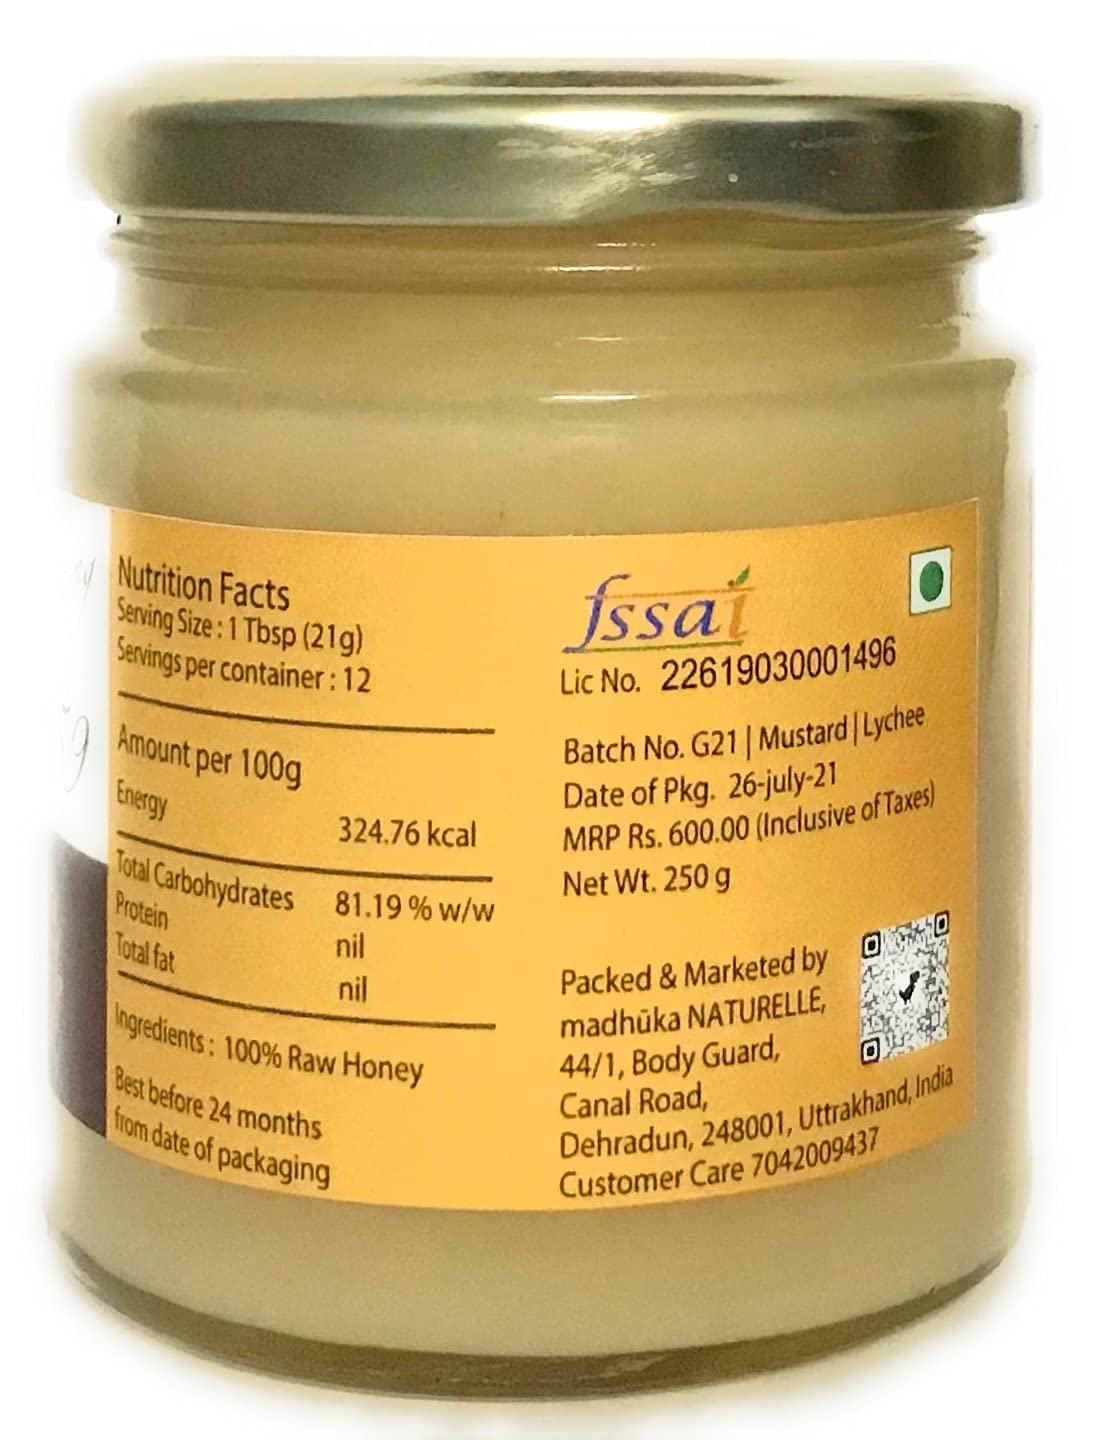 Nutrition Facts
Serving Size : 1 Tbsp (21g)
Servings per container : 12
Amount per 100g
Energy 324.76 kcal
Total Carbohydrates 81.19 % w/w
Protein nil
Total fat nil
Ingredients : 100% Raw Honey
Best before 24 months
from date of packaging
fssai
Lic No. 22619030001496
Batch No. G21 | Mustard | Lychee
Date of Pkg. 26-july-21
MRP Rs. 600.00 (Inclusive of Taxes)
Net Wt. 250 g
Packed & Marketed by
madhūka NATURELLE,
44/1, Body Guard,
Canal Road,
Dehradun, 248001, Uttrakhand, India
Customer Care 7042009437